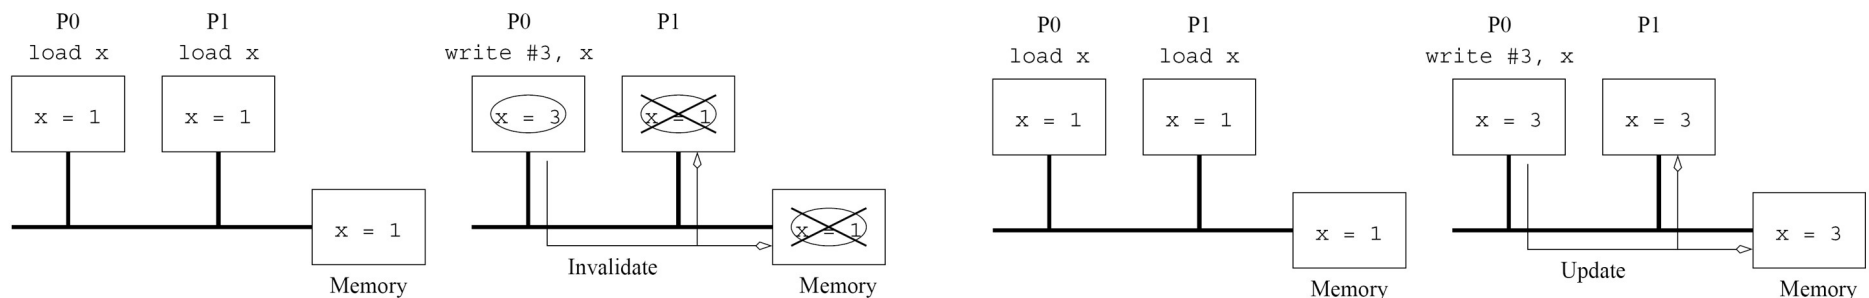 P0 P1
load x load x
x = 1 x = 1
x = 1
Memory
P0 P1
write #3, x
x = 3 x = 1
x = 1
Invalidate
Memory
P0 P1
load x load x
x = 1 x = 1
x = 1
Memory
P0 P1
write #3, x
x = 3 x = 3
x = 3
Update
Memory